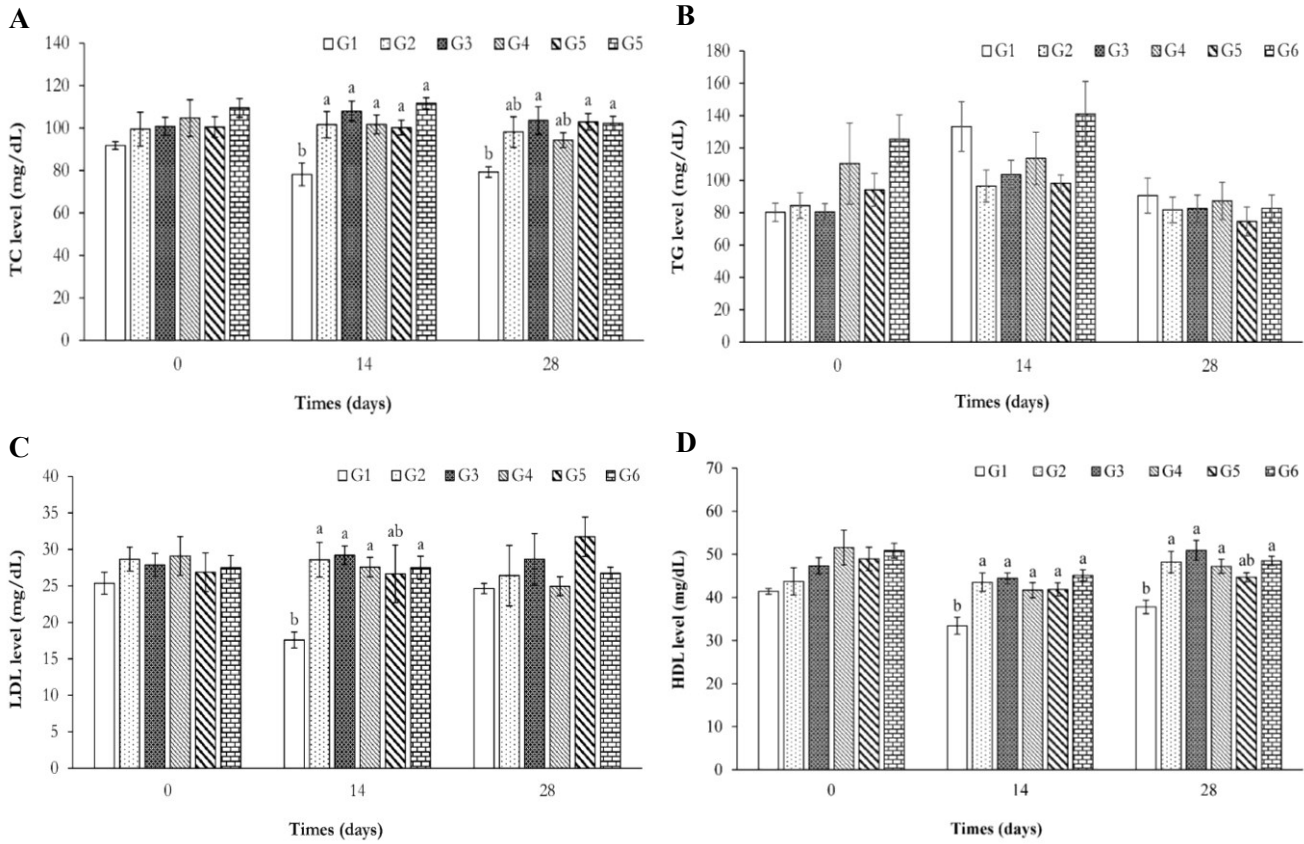 A
TC level (mg/dL)
G1 G2 G3 G4 G5 G5
140
120
100
80
60
40
20
0
b a a a a a
b ab a ab a a
0 14 28
Times (days)
B
TG level (mg/dL)
G1 G2 G3 G4 G5 G6
180
160
140
120
100
80
60
40
20
0
0 14 28
Times (days)
C
LDL level (mg/dL)
G1 G2 G3 G4 G5 G6
40
35
30
25
20
15
10
5
0
b a a a ab a
0 14 28
Times (days)
D
HDL level (mg/dL)
G1 G2 G3 G4 G5 G6
70
60
50
40
30
20
10
0
b a a a a a
b a a a ab a
0 14 28
Times (days)